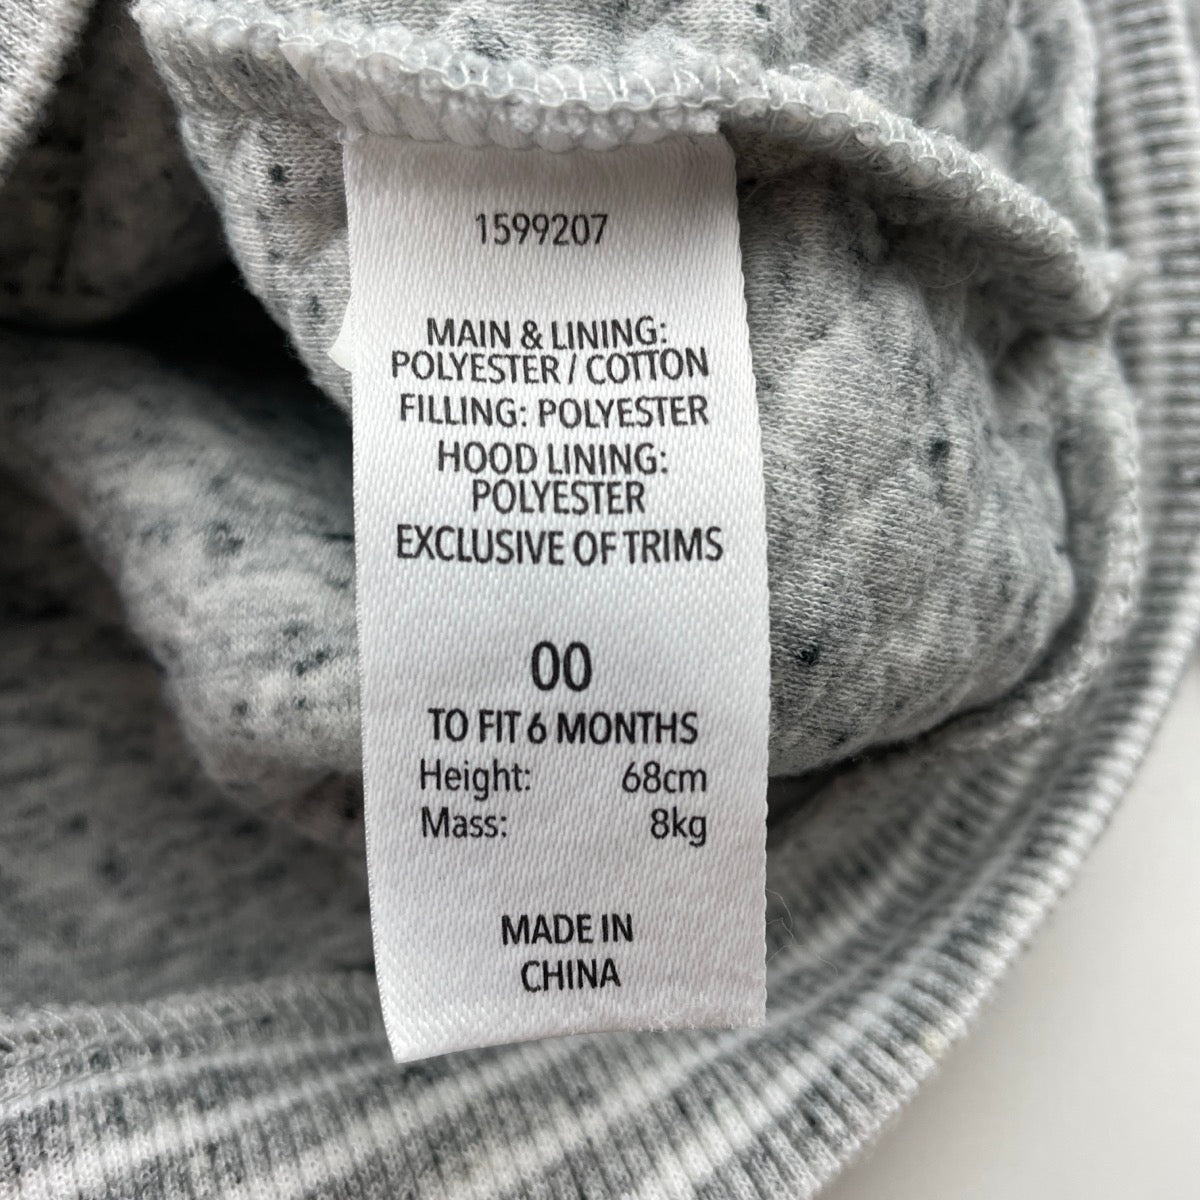 1599207
MAIN & LINING:
POLYESTER / COTTON
FILLING: POLYESTER
HOOD LINING:
POLYESTER
EXCLUSIVE OF TRIMS
00
TO FIT 6 MONTHS
Height: 68cm
Mass: 8kg
MADE IN
CHINA